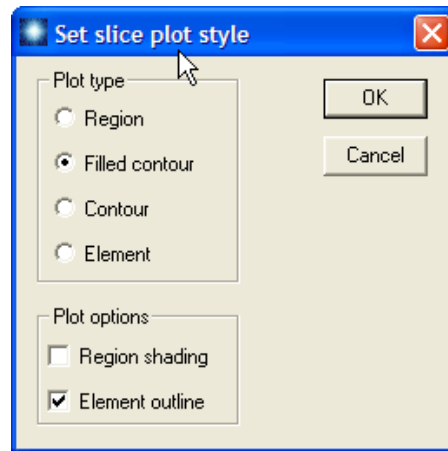 Set slice plot style
Plot type
Region
Filled contour
Contour
Element
OK
Cancel
Plot options
Region shading
Element outline